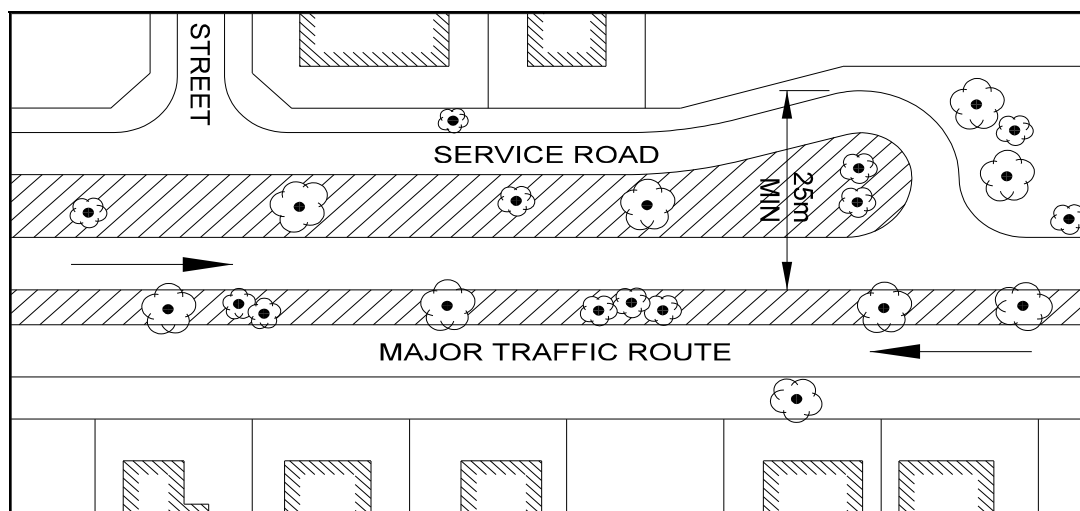 STREET
SERVICE ROAD
25m
MIN
MAJOR TRAFFIC ROUTE